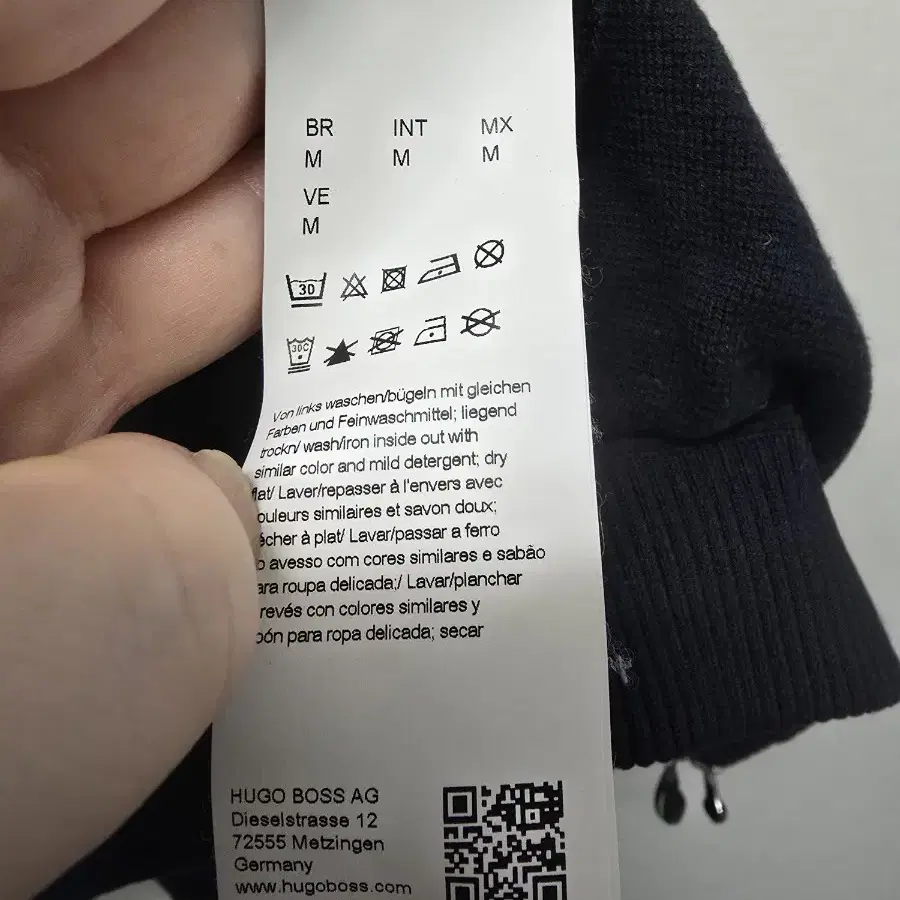 BR INT MX
M M M
VE
M
30
30C
Von links waschen/bügeln mit gleichen
Farben und Feinwaschmittel; liegend
trockn/ wash/iron inside out with
similar color and mild detergent; dry
flat/ Laver/repasser à l'envers avec
ouleurs similaires et savon doux;
écher à plat/ Lavar/passar a ferro
o avesso com cores similares e sabão
ara roupa delicada;/ Lavar/planchar
revés con colores similares y
bón para ropa delicada; secar
HUGO BOSS AG
Dieselstrasse 12
72555 Metzingen
Germany
www.hugoboss.com